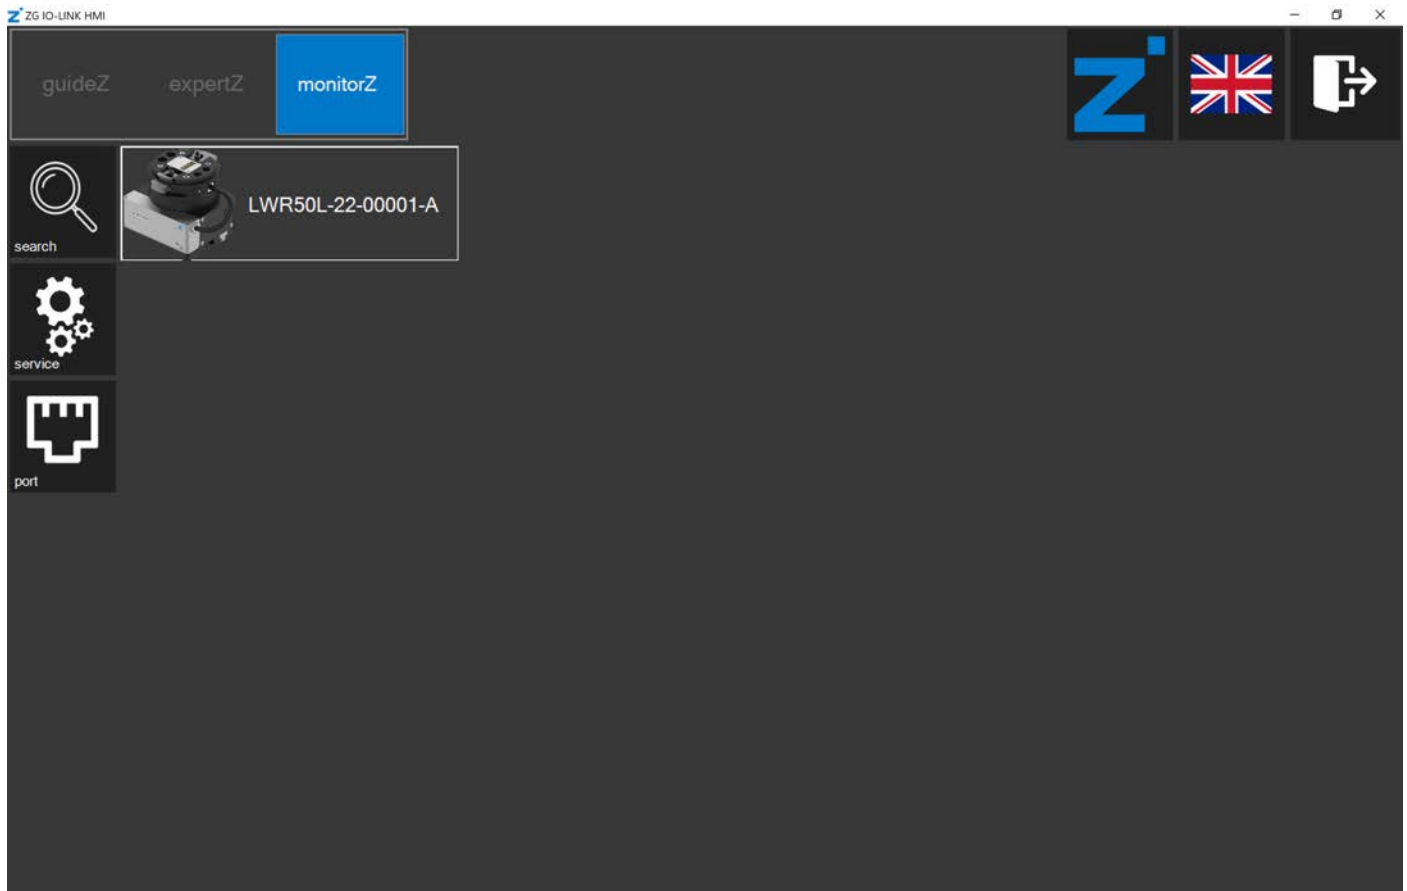 ZG IO-LINK HMI
guideZ expertZ monitorZ
search
LWR50L-22-00001-A
service
port